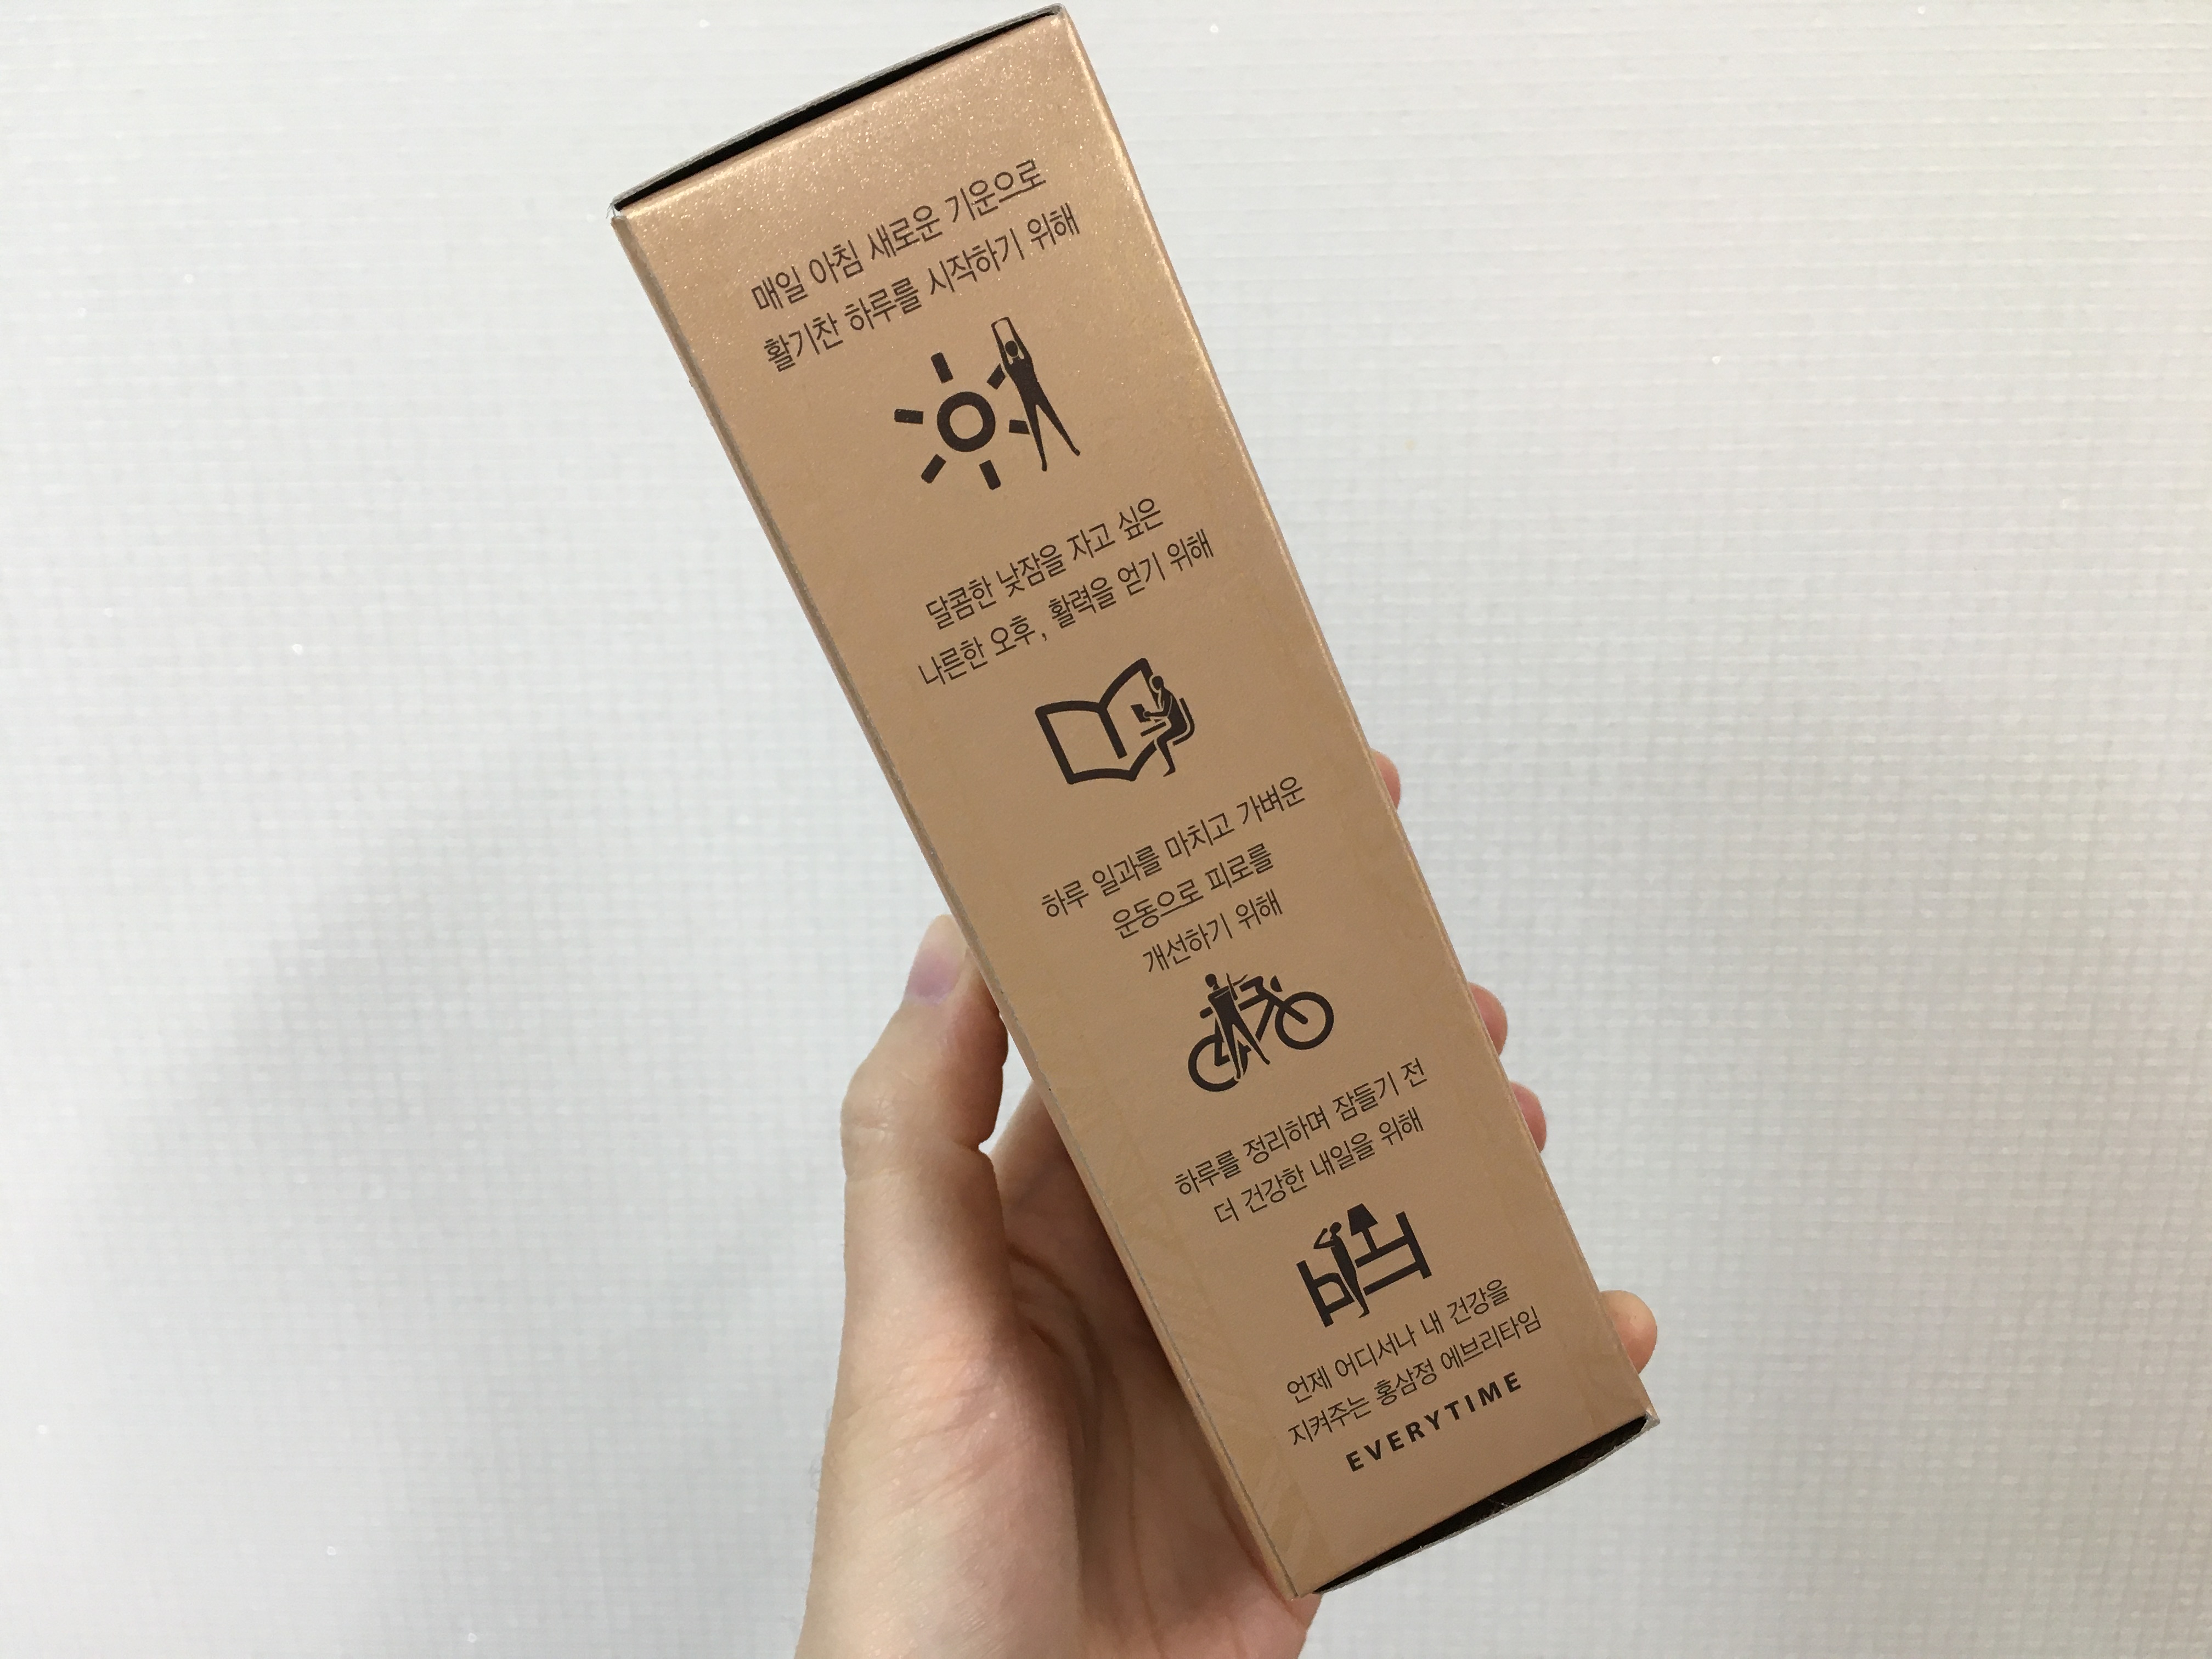 매일 아침 새로운 기운으로
활기찬 하루를 시작하기 위해
달콤한 낮잠을 자고 싶은
나른한 오후, 활력을 얻기 위해
하루 일과를 마치고 가벼운
운동으로 피로를
개선하기 위해
하루를 정리하며 잠들기 전
더 건강한 내일을 위해
언제 어디서나 내 건강을
지켜주는 홍삼정 에브리타임
EVERYTIME